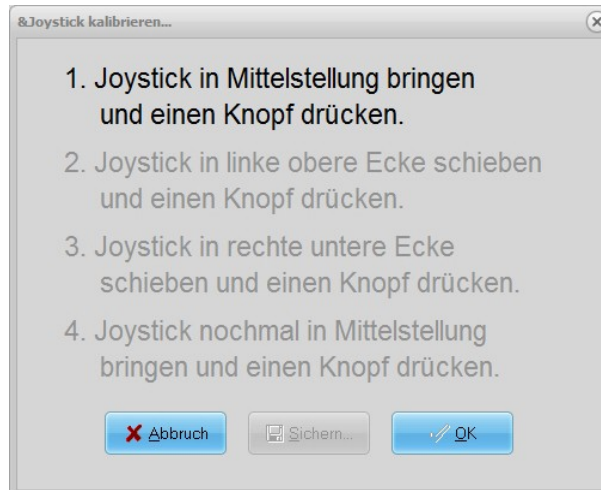 &Joystick kalibrieren...
1. Joystick in Mittelstellung bringen
und einen Knopf drücken.
2. Joystick in linke obere Ecke schieben
und einen Knopf drücken.
3. Joystick in rechte untere Ecke
schieben und einen Knopf drücken.
4. Joystick nochmal in Mittelstellung
bringen und einen Knopf drücken.
Abbruch Sichern... OK